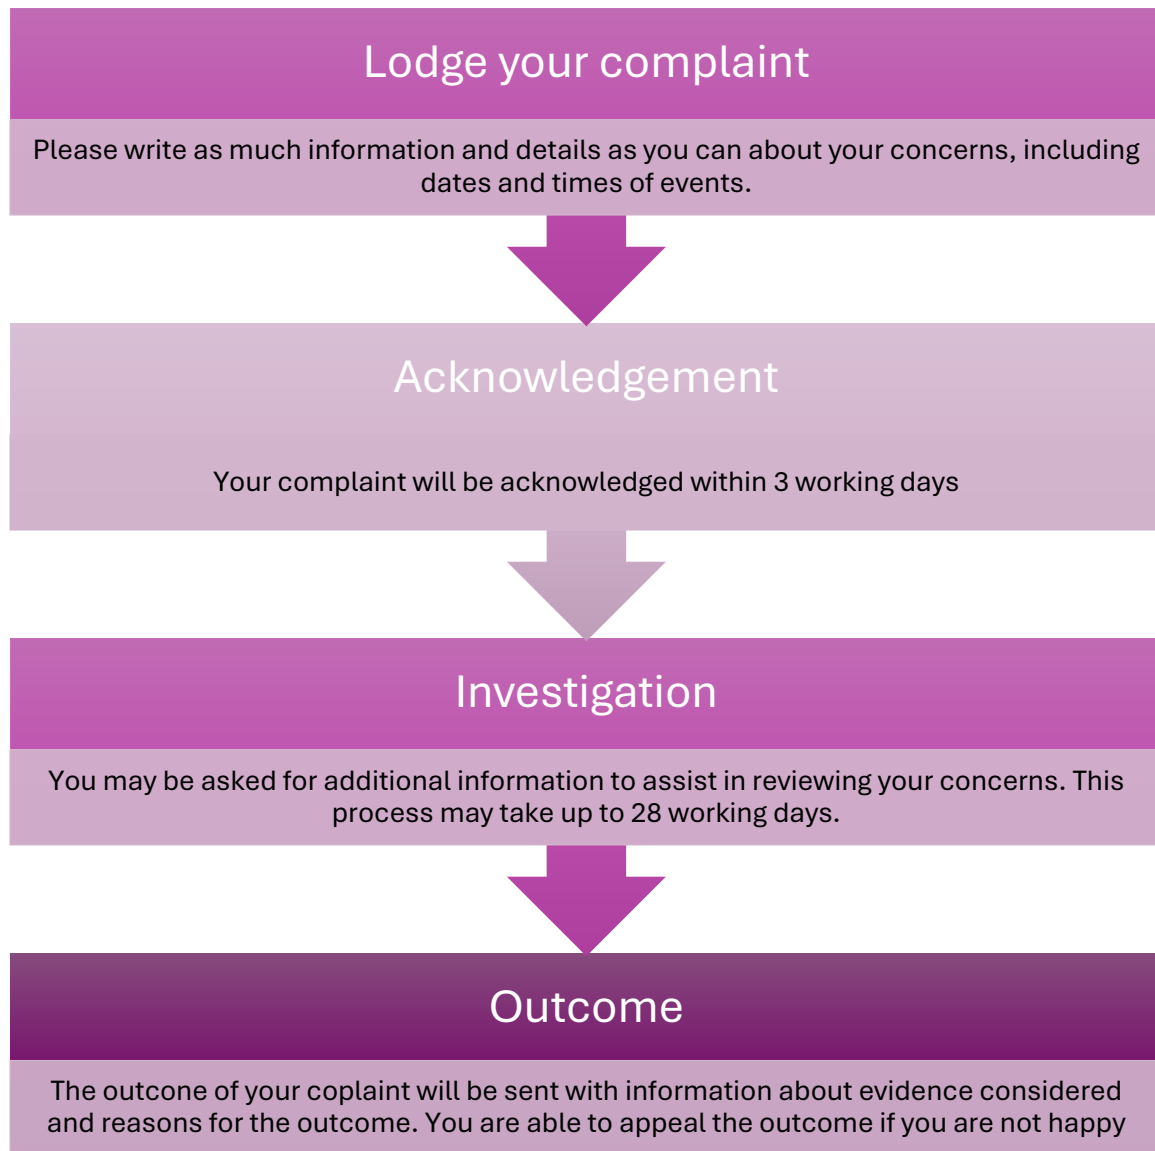 Lodge your complaint
Please write as much information and details as you can about your concerns, including
dates and times of events.
Acknowledgement
Your complaint will be acknowledged within 3 working days
Investigation
You may be asked for additional information to assist in reviewing your concerns. This
process may take up to 28 working days.
Outcome
The outcone of your coplaint will be sent with information about evidence considered
and reasons for the outcome. You are able to appeal the outcome if you are not happy